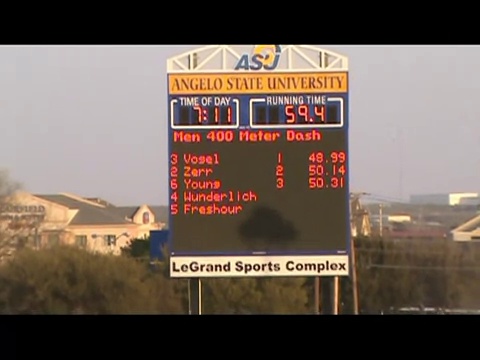 ASU
ANGELO STATE UNIVERSITY
TIME OF DAY RUNNING TIME
7:11 59.4
Men 400 Meter Dash
3 Vogel 1 48.99
2 Zerr 2 50.14
6 Young 3 50.31
4 Wunderlich
5 Freshour
LeGrand Sports Complex